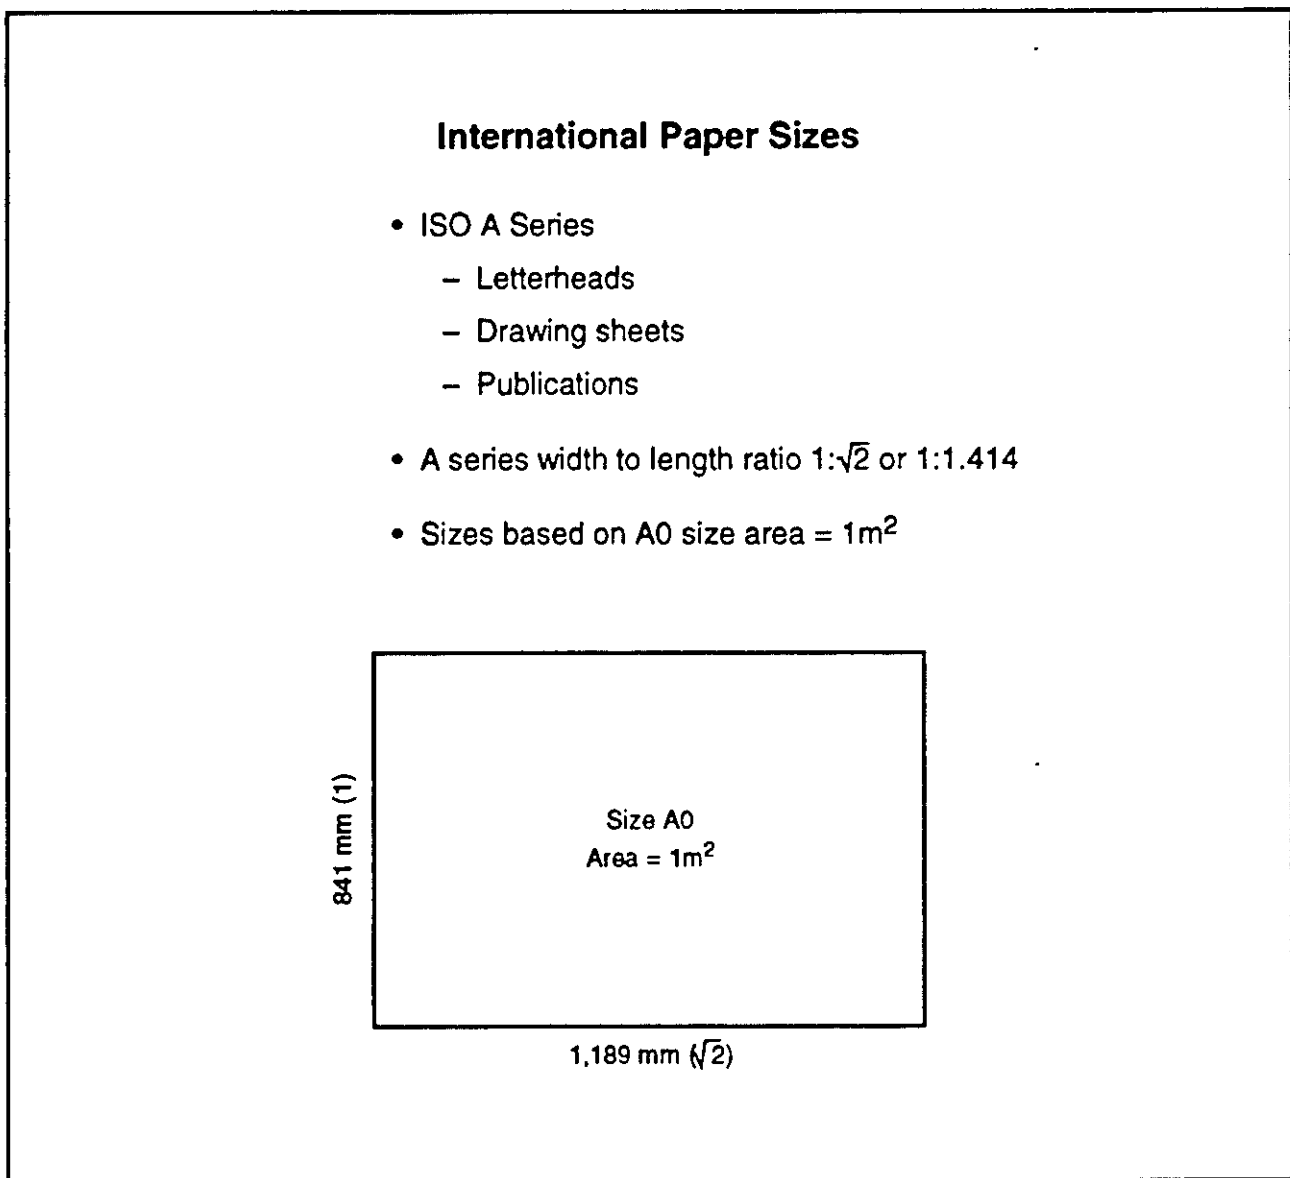 International Paper Sizes
• ISO A Series
– Letterheads
– Drawing sheets
– Publications
• A series width to length ratio 1:√2 or 1:1.414
• Sizes based on A0 size area = 1m²
841 mm (1)
Size A0
Area = 1m²
1,189 mm (√2)